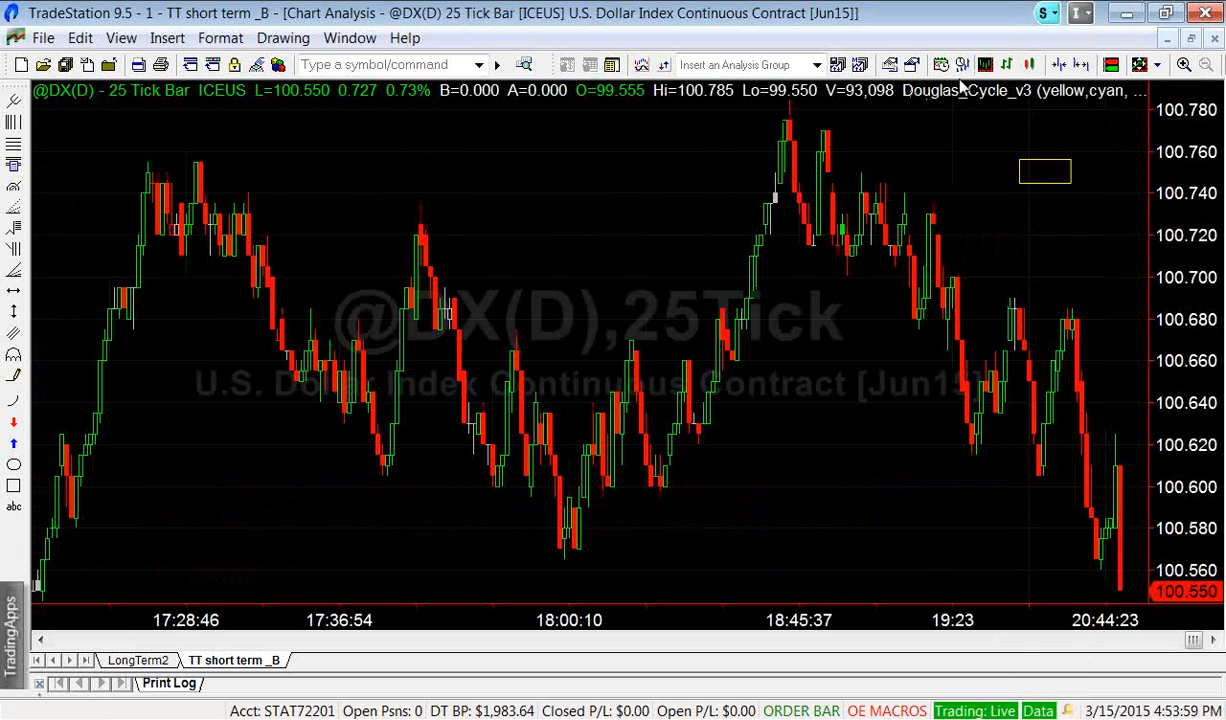 TradeStation 9.5 - 1 - TT short term _B - [Chart Analysis - @DX(D) 25 Tick Bar [ICEUS] U.S. Dollar Index Continuous Contract [Jun15]]
S
I
File Edit View Insert Format Drawing Window Help
Type a symbol/command
Insert an Analysis Group
@DX(D) - 25 Tick Bar ICEUS L=100.550 0.727 0.73% B=0.000 A=0.000 O=99.555 Hi=100.785 Lo=99.550 V=93,098 Douglas_Cycle_v3 (yellow,cyan, ...
100.780
100.760
100.740
100.720
100.700
100.680
100.660
100.640
100.620
100.600
100.580
100.560
100.550
@DX(D),25Tick
U.S. Dollar Index Continuous Contract [Jun15]
abc
TradingApps
17:28:46 17:36:54 18:00:10 18:45:37 19:23 20:44:23
LongTerm2 TT short term _B
Print Log
Acct: STAT72201 Open Psns: 0 DT BP: $1,983.64 Closed P/L: $0.00 Open P/L: $0.00 ORDER BAR OE MACROS Trading: Live Data 3/15/2015 4:53:59 PM